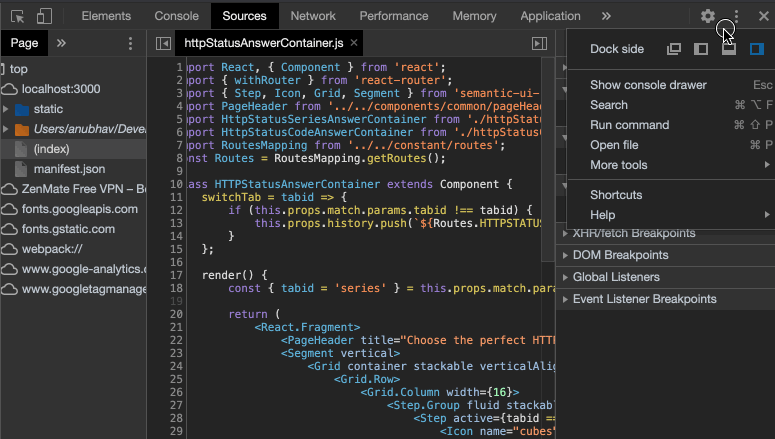 Elements Console Sources Network Performance Memory Application »
Page » httpStatusAnswerContainer.js ×
top
localhost:3000
static
Users/anubhav/Deve
(index)
manifest.json
ZenMate Free VPN – B
fonts.googleapis.com
fonts.gstatic.com
webpack://
www.google-analytics.c
www.googletagmanage
1 port React, { Component } from 'react';
2 port { withRouter } from 'react-router';
3 port { Step, Icon, Grid, Segment } from 'semantic-ui-
4 port PageHeader from '../../components/common/pageHea
5 port HttpStatusSeriesAnswerContainer from './httpStat
6 port HttpStatusCodeAnswerContainer from './httpStatus
7 port RoutesMapping from '../../constant/routes';
8 nst Routes = RoutesMapping.getRoutes();
9
10 ass HTTPStatusAnswerContainer extends Component {
11 switchTab = tabid => {
12 if (this.props.match.params.tabid !== tabid) {
13 this.props.history.push(`${Routes.HTTPSTATUS
14 }
15 };
16
17 render() {
18 const { tabid = 'series' } = this.props.match.para
19
20 return (
21 <React.Fragment>
22 <PageHeader title="Choose the perfect HTT
23 <Segment vertical>
24 <Grid container stackable verticalAlig
25 <Grid.Row>
26 <Grid.Column width={16}>
27 <Step.Group fluid stackabl
28 <Step active={tabid ==
29 <Icon name="cubes"
Dock side
Show console drawer Esc
Search ⌘ ⌥ F
Run command ⌘ ⇧ P
Open file ⌘ P
More tools
Shortcuts
Help
XHR/fetch Breakpoints
DOM Breakpoints
Global Listeners
Event Listener Breakpoints